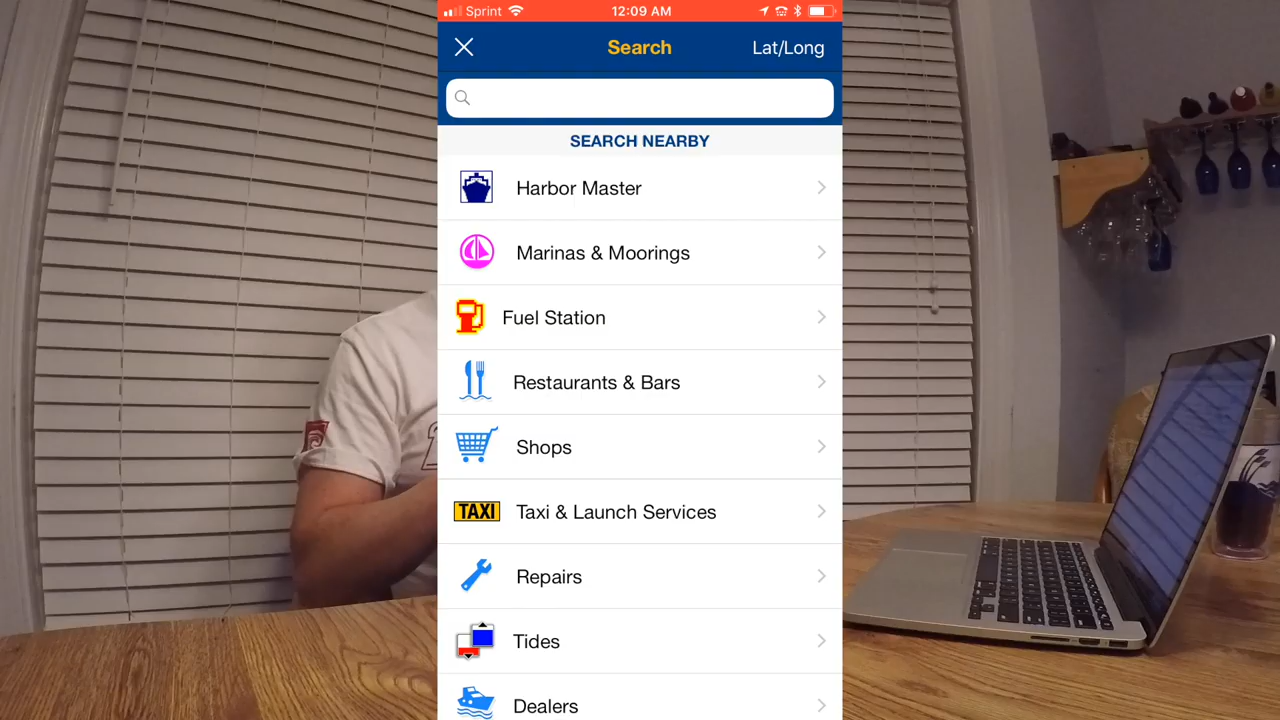 Sprint 12:09 AM
Search Lat/Long
SEARCH NEARBY
Harbor Master
Marinas & Moorings
Fuel Station
Restaurants & Bars
Shops
TAXI Taxi & Launch Services
Repairs
Tides
Dealers